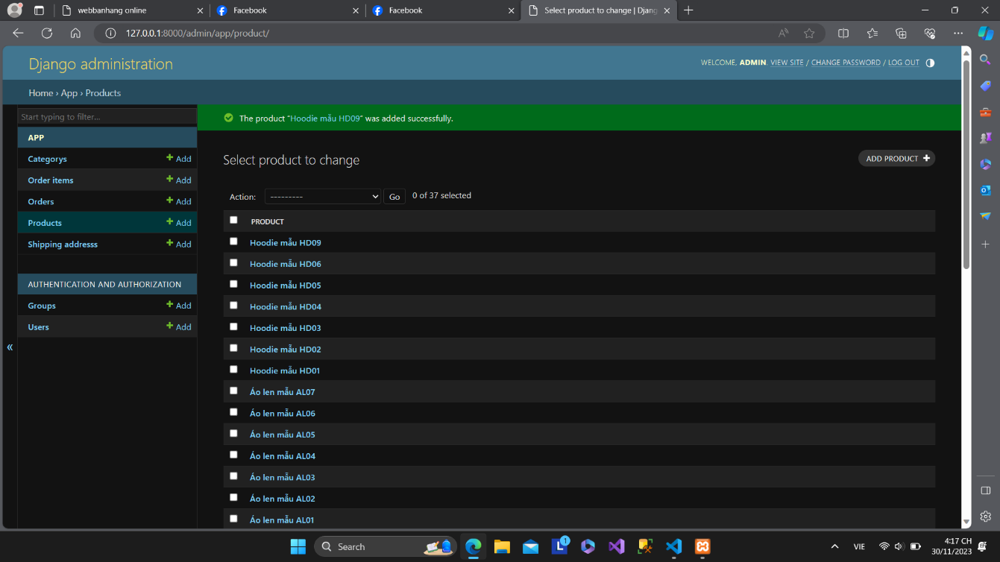 webbanhang online
Facebook
Facebook
Select product to change | Djang
127.0.0.1:8000/admin/app/product/
Django administration
WELCOME, ADMIN. VIEW SITE / CHANGE PASSWORD / LOG OUT
Home › App › Products
Start typing to filter...
The product “Hoodie mẫu HD09” was added successfully.
APP
Categorys + Add
Order items + Add
Orders + Add
Products + Add
Shipping addresss + Add
AUTHENTICATION AND AUTHORIZATION
Groups + Add
Users + Add
«
Select product to change
ADD PRODUCT +
Action: --------- Go 0 of 37 selected
PRODUCT
Hoodie mẫu HD09
Hoodie mẫu HD06
Hoodie mẫu HD05
Hoodie mẫu HD04
Hoodie mẫu HD03
Hoodie mẫu HD02
Hoodie mẫu HD01
Áo len mẫu AL07
Áo len mẫu AL06
Áo len mẫu AL05
Áo len mẫu AL04
Áo len mẫu AL03
Áo len mẫu AL02
Áo len mẫu AL01
Search
1
VIE
4:17 CH
30/11/2023